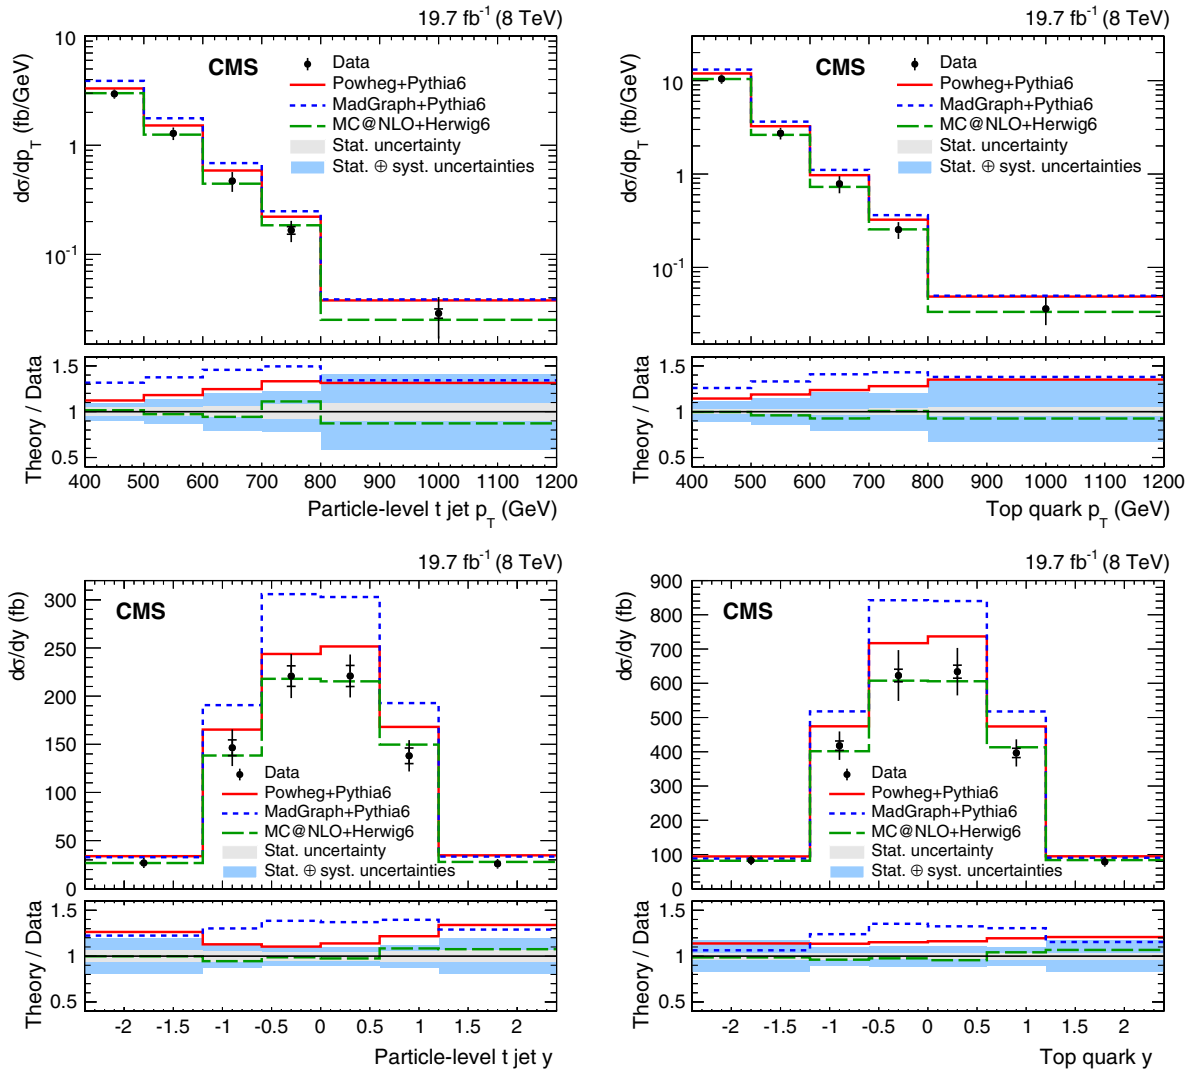 19.7 fb⁻¹ (8 TeV)
CMS
Data
Powheg+Pythia6
MadGraph+Pythia6
MC@NLO+Herwig6
Stat. uncertainty
Stat. ⊕ syst. uncertainties
dσ/dp_T (fb/GeV)
10
1
10⁻¹
Theory / Data
1.5
1
0.5
400 500 600 700 800 900 1000 1100 1200
Particle-level t jet p_T (GeV)
19.7 fb⁻¹ (8 TeV)
CMS
Data
Powheg+Pythia6
MadGraph+Pythia6
MC@NLO+Herwig6
Stat. uncertainty
Stat. ⊕ syst. uncertainties
dσ/dp_T (fb/GeV)
10
1
10⁻¹
Theory / Data
1.5
1
0.5
400 500 600 700 800 900 1000 1100 1200
Top quark p_T (GeV)
19.7 fb⁻¹ (8 TeV)
CMS
dσ/dy (fb)
300
250
200
150
100
50
0
Data
Powheg+Pythia6
MadGraph+Pythia6
MC@NLO+Herwig6
Stat. uncertainty
Stat. ⊕ syst. uncertainties
Theory / Data
1.5
1
0.5
-2 -1.5 -1 -0.5 0 0.5 1 1.5 2
Particle-level t jet y
19.7 fb⁻¹ (8 TeV)
CMS
dσ/dy (fb)
900
800
700
600
500
400
300
200
100
0
Data
Powheg+Pythia6
MadGraph+Pythia6
MC@NLO+Herwig6
Stat. uncertainty
Stat. ⊕ syst. uncertainties
Theory / Data
1.5
1
0.5
-2 -1.5 -1 -0.5 0 0.5 1 1.5 2
Top quark y